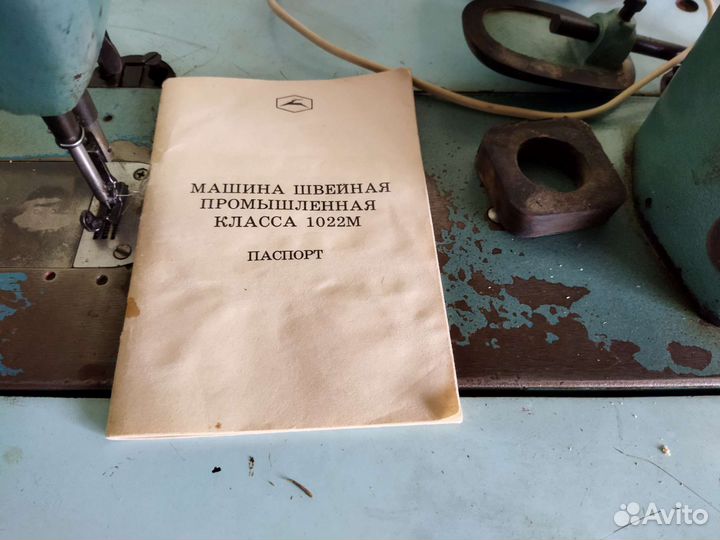 МАШИНА ШВЕЙНАЯ
ПРОМЫШЛЕННАЯ
КЛАССА 1022М
ПАСПОРТ
Avito